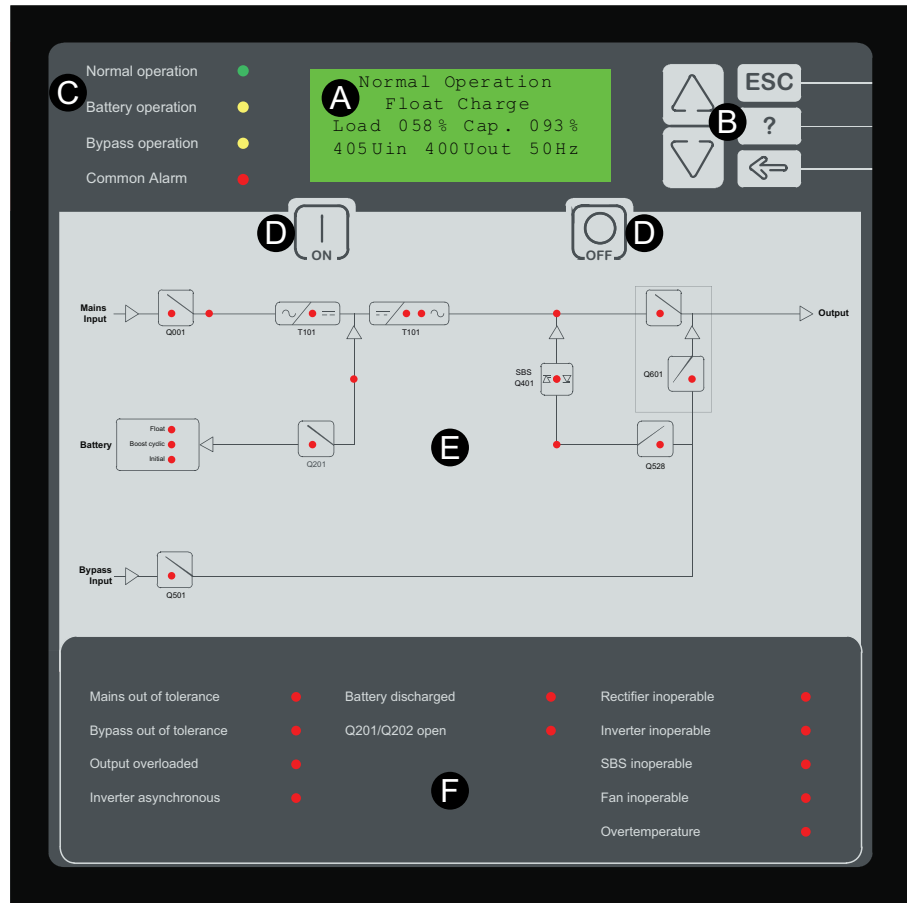 Normal operation
Battery operation
Bypass operation
Common Alarm
C
A
Normal Operation
Float Charge
Load 058% Cap. 093%
405Uin 400Uout 50Hz
B
ESC
?
D
ON
D
OFF
Mains
Input
Q001
T101
T101
SBS
Q401
Q601
Output
Battery
Float
Boost cyclic
Initial
Q201
E
Q528
Bypass
Input
Q501
Mains out of tolerance
Bypass out of tolerance
Output overloaded
Inverter asynchronous
Battery discharged
Q201/Q202 open
F
Rectifier inoperable
Inverter inoperable
SBS inoperable
Fan inoperable
Overtemperature